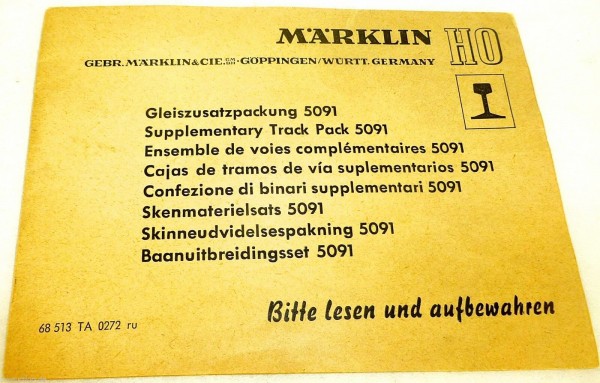 MÄRKLIN HO
GEBR. MÄRKLIN & CIE. GÖPPINGEN/WÜRTT. GERMANY
Gleiszusatzpackung 5091
Supplementary Track Pack 5091
Ensemble de voies complémentaires 5091
Cajas de tramos de vía suplementarios 5091
Confezione di binari supplementari 5091
Skenmaterielsats 5091
Skinneudvidelsespakning 5091
Baanuitbreidingsset 5091
Bitte lesen und aufbewahren
68 513 TA 0272 ru